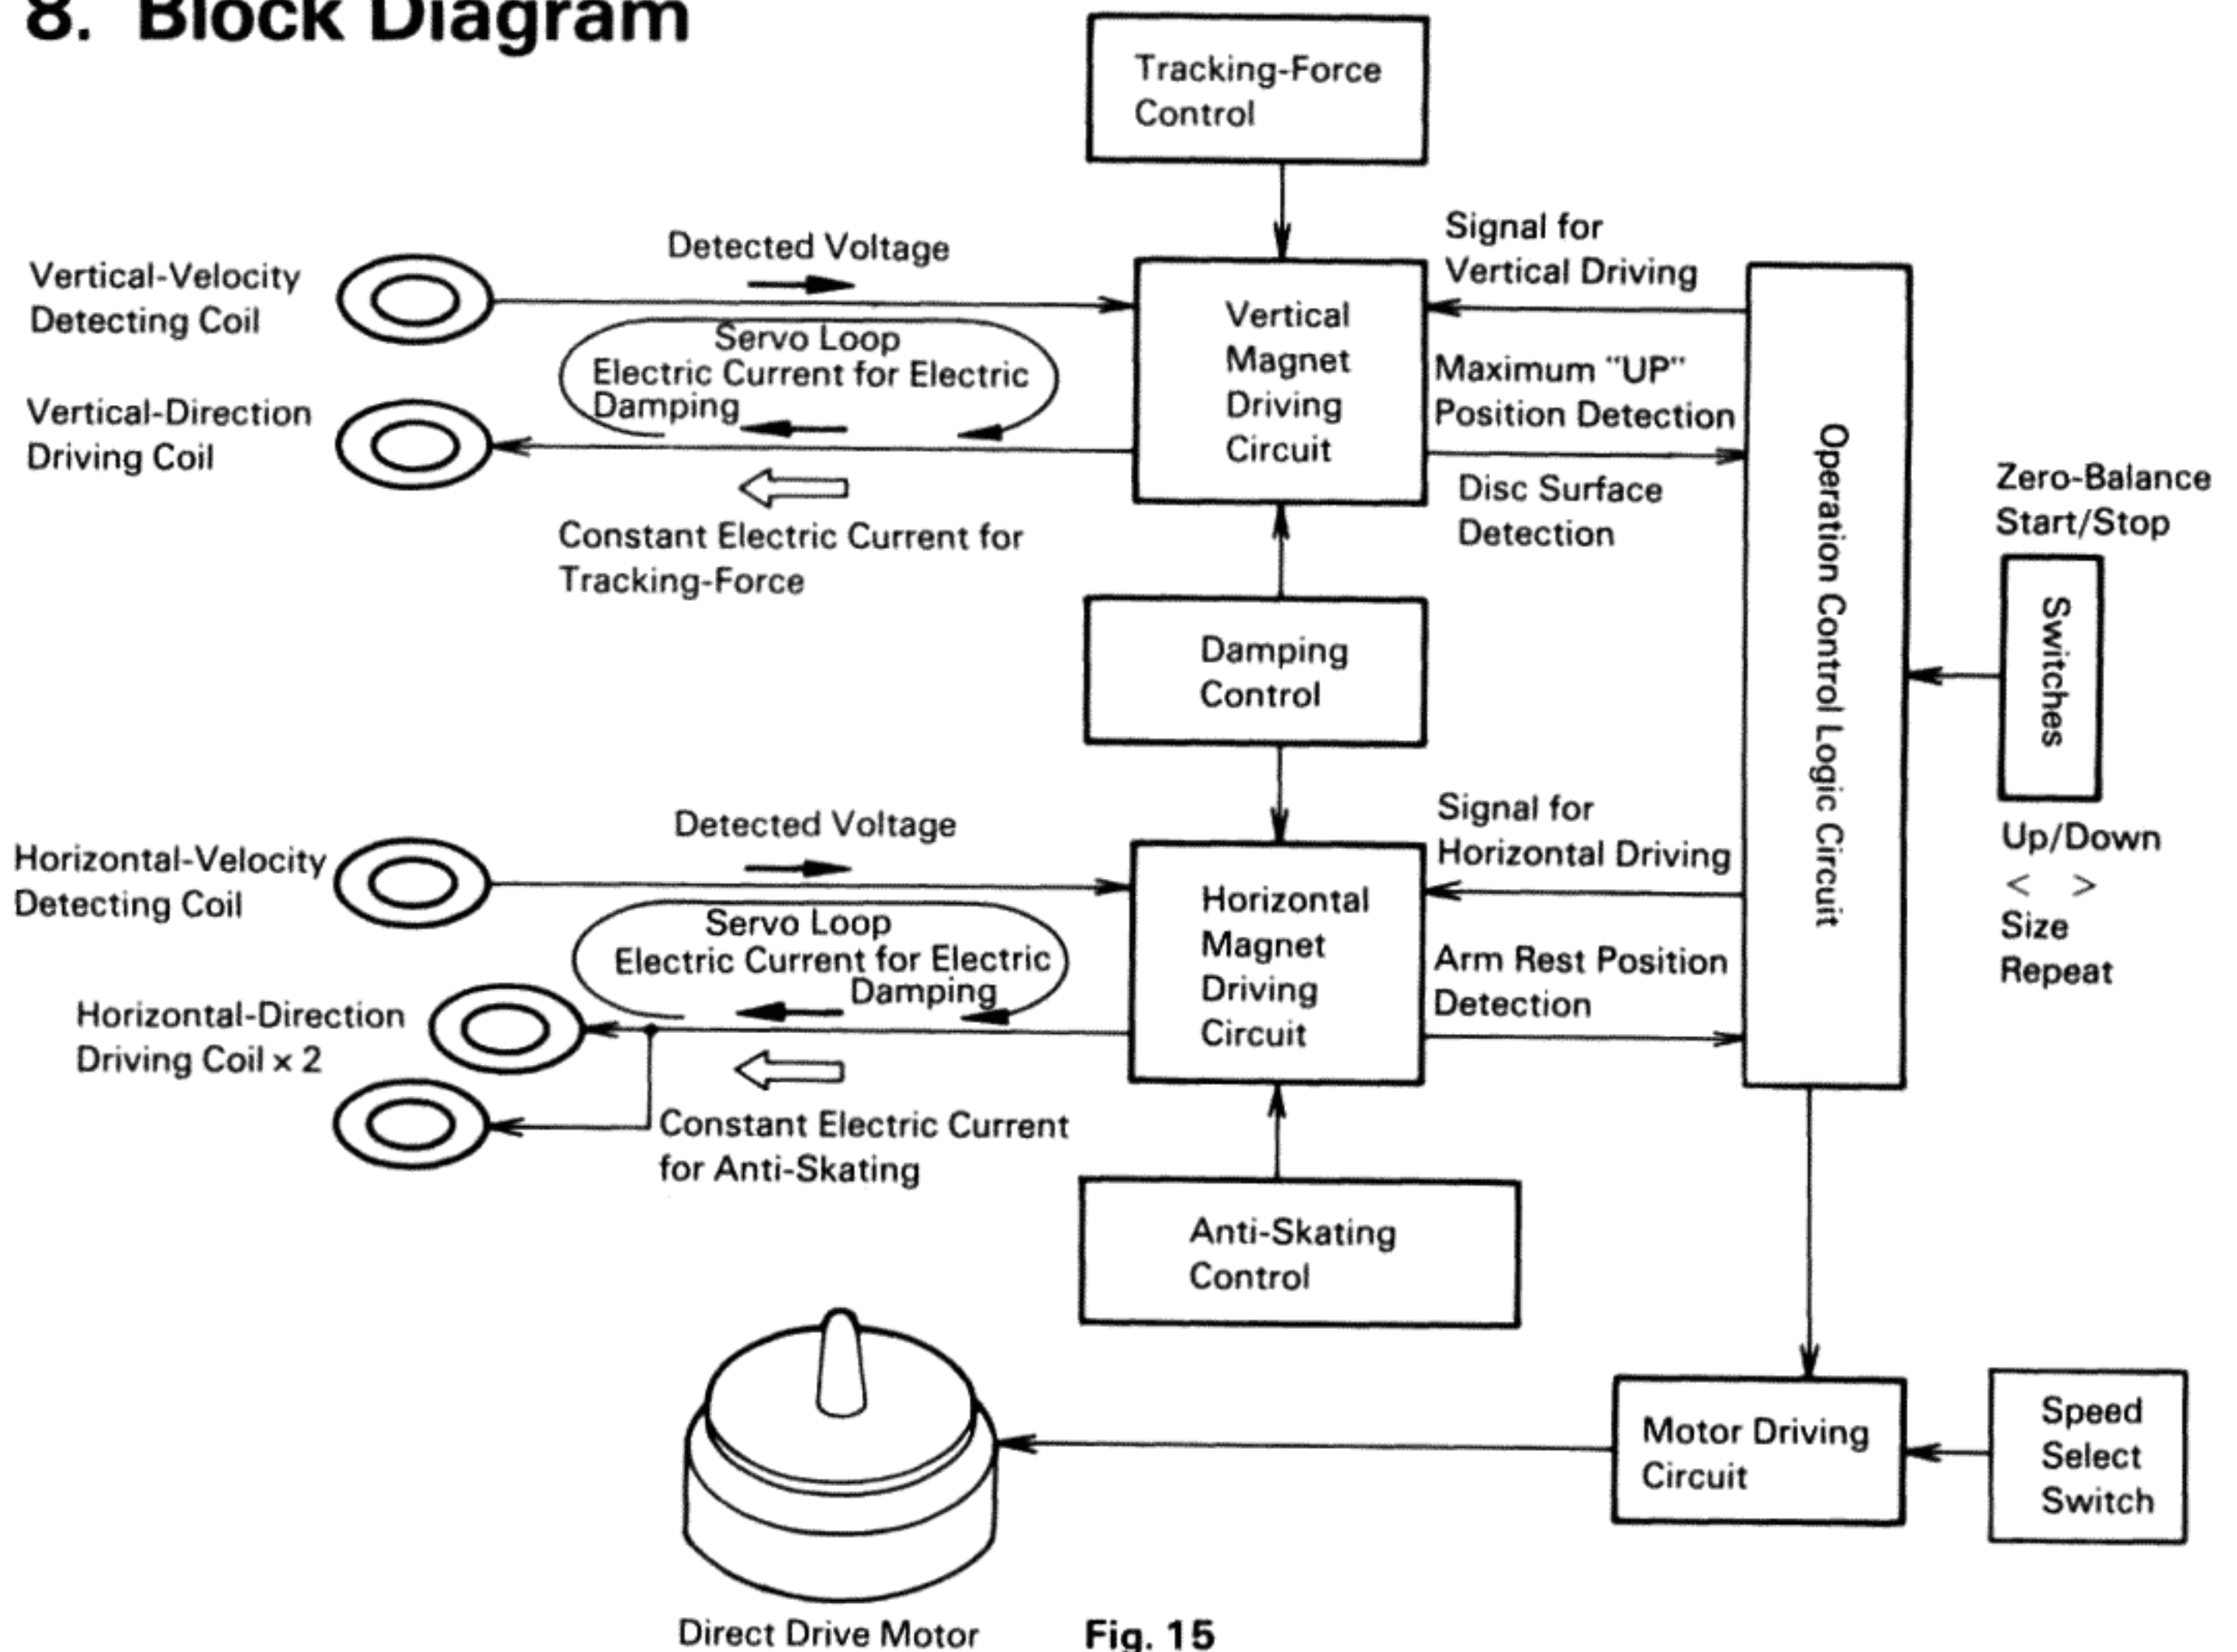 8. Block Diagram
Tracking-Force
Control
Detected Voltage
Signal for
Vertical Driving
Vertical-Velocity
Detecting Coil
Servo Loop
Electric Current for Electric
Damping
Vertical
Magnet
Driving
Circuit
Maximum "UP"
Position Detection
Vertical-Direction
Driving Coil
Disc Surface
Detection
Constant Electric Current for
Tracking-Force
Operation Control Logic Circuit
Zero-Balance
Start/Stop
Switches
Up/Down
< >
Size
Repeat
Damping
Control
Detected Voltage
Signal for
Horizontal Driving
Horizontal-Velocity
Detecting Coil
Servo Loop
Electric Current for Electric
Damping
Horizontal
Magnet
Driving
Circuit
Arm Rest Position
Detection
Horizontal-Direction
Driving Coil x 2
Constant Electric Current
for Anti-Skating
Anti-Skating
Control
Motor Driving
Circuit
Speed
Select
Switch
Direct Drive Motor
Fig. 15